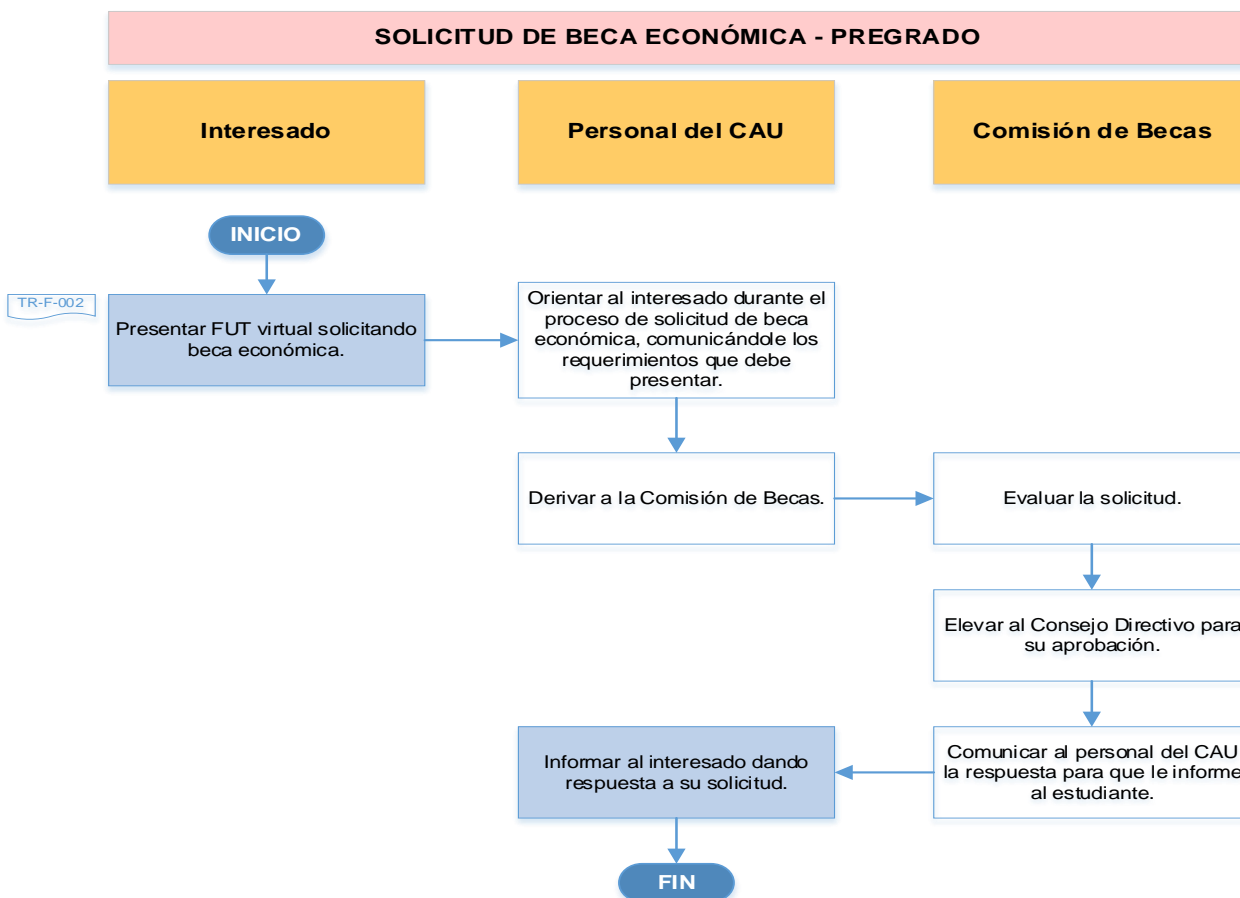 SOLICITUD DE BECA ECONÓMICA - PREGRADO
Interesado
Personal del CAU
Comisión de Becas
INICIO
TR-F-002
Presentar FUT virtual solicitando
beca económica.
Orientar al interesado durante el
proceso de solicitud de beca
económica, comunicándole los
requerimientos que debe
presentar.
Derivar a la Comisión de Becas.
Evaluar la solicitud.
Elevar al Consejo Directivo para
su aprobación.
Comunicar al personal del CAU
la respuesta para que le informe
al estudiante.
Informar al interesado dando
respuesta a su solicitud.
FIN